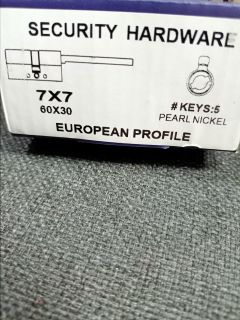 SECURITY HARDWARE
7X7
60X30
# KEYS:5
PEARL NICKEL
EUROPEAN PROFILE